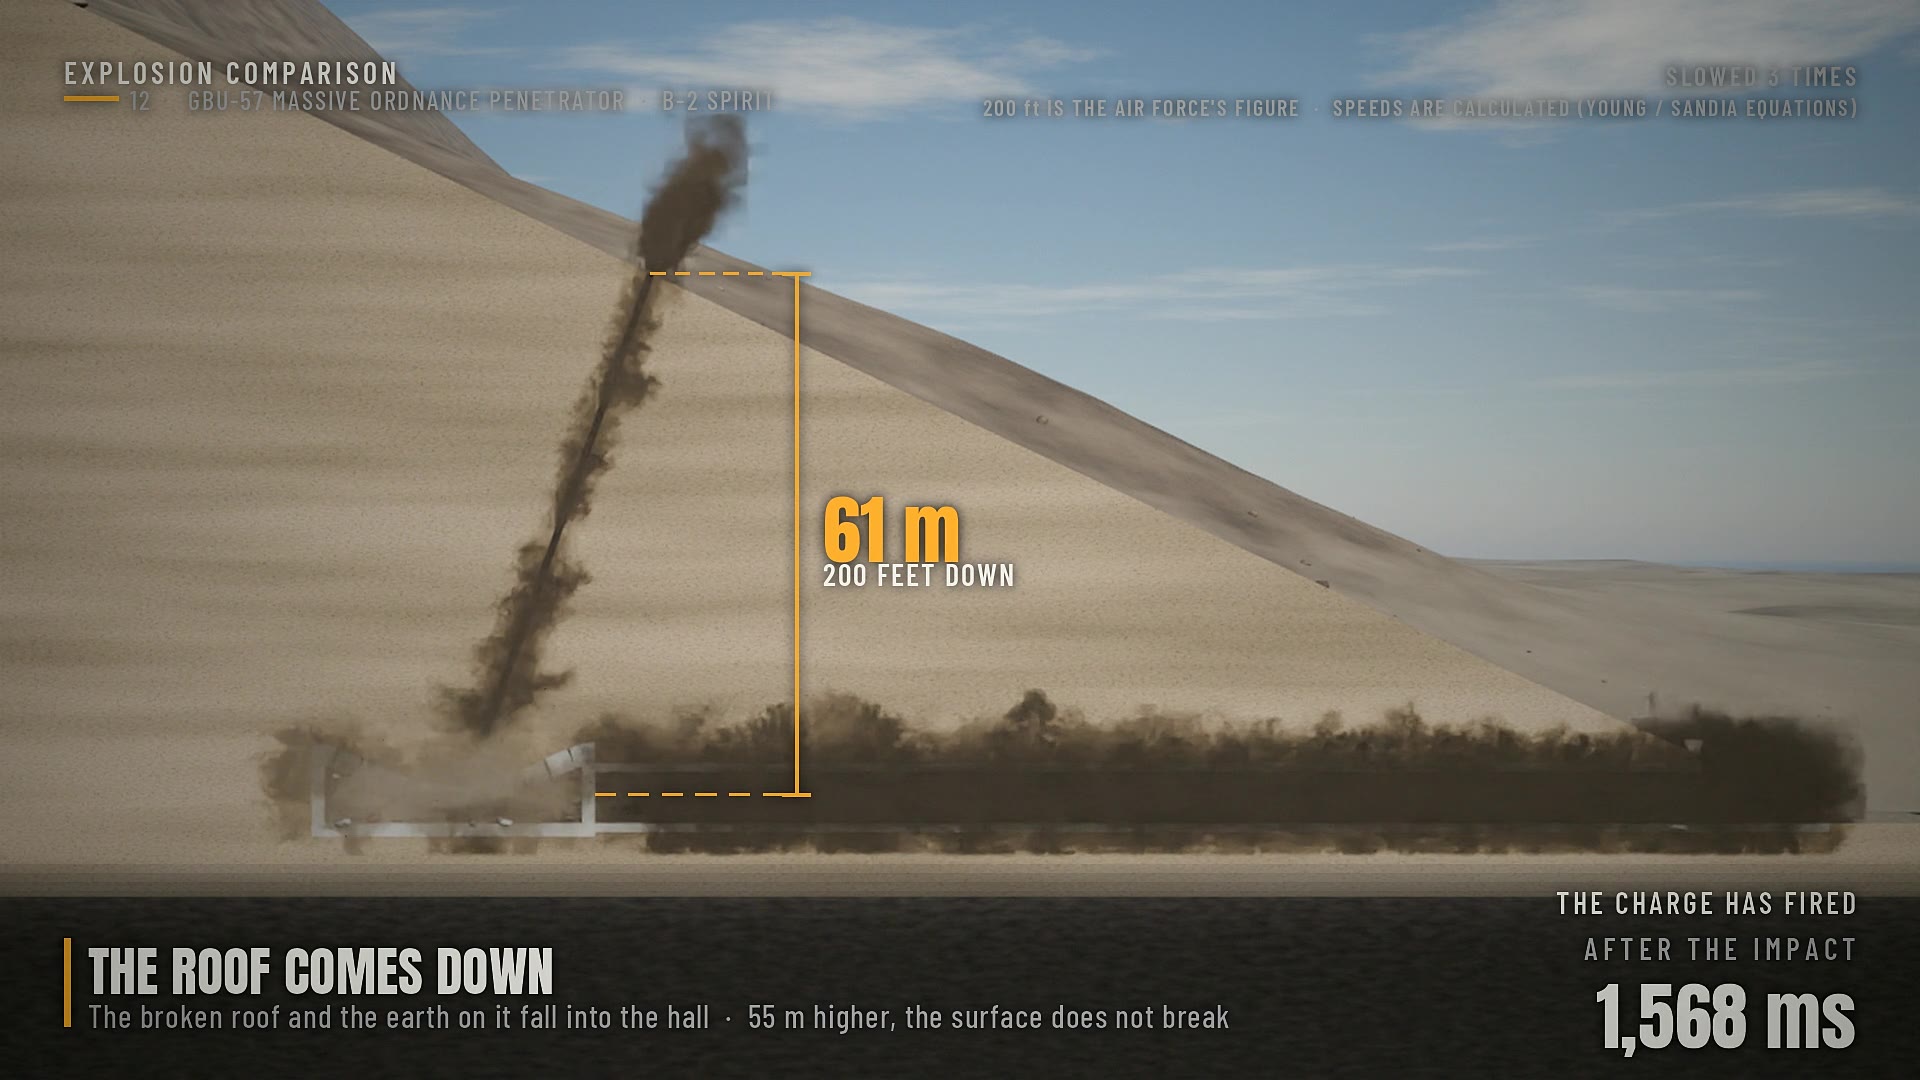 EXPLOSION COMPARISON
12 GBU-57 MASSIVE ORDNANCE PENETRATOR · B-2 SPIRIT
SLOWED 3 TIMES
200 ft IS THE AIR FORCE'S FIGURE · SPEEDS ARE CALCULATED (YOUNG / SANDIA EQUATIONS)
61 m
200 FEET DOWN
THE CHARGE HAS FIRED
AFTER THE IMPACT
1,568 ms
THE ROOF COMES DOWN
The broken roof and the earth on it fall into the hall · 55 m higher, the surface does not break